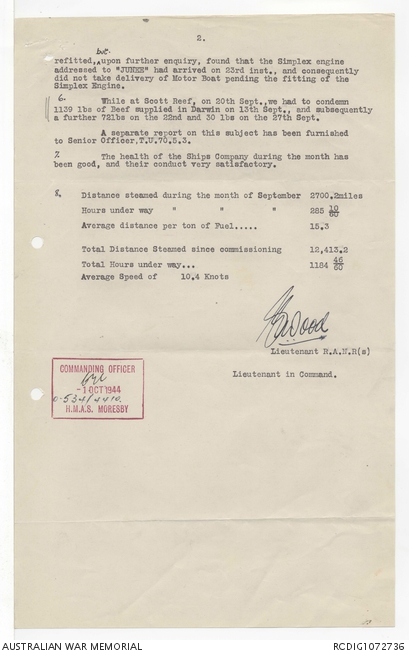 2.
but
refitted, upon further enquiry, found that the Simplex engine
addressed to "JUNEE" had arrived on 23rd inst., and consequently
did not take delivery of Motor Boat pending the fitting of the
Simplex Engine.
6. While at Scott Reef, on 20th Sept., we had to condemn
1139 lbs of Beef supplied in Darwin on 13th Sept., and subsequently
a further 72lbs on the 22nd and 30 lbs on the 27th Sept.
A separate report on this subject has been furnished
to Senior Officer,T.U.70.5.3.
7. The health of the Ships Company during the month has
been good, and their conduct very satisfactory.
8. Distance steamed during the month of September 2700.2miles
Hours under way " " " 285 10/60
Average distance per ton of Fuel..... 15.3
Total Distance Steamed since commissioning 12,413.2
Total Hours under way... 1184 46/60
Average Speed of 10.4 Knots
Lieutenant R.A.N.R(s)
Lieutenant in Command.
COMMANDING OFFICER
-1 OCT 1944
H.M.A.S. MORESBY
AUSTRALIAN WAR MEMORIAL
RCDIG1072736